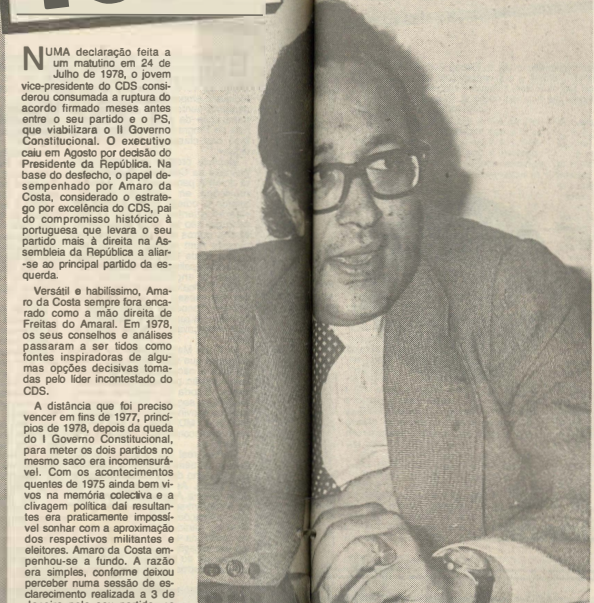 NUMA declaração feita a
um matutino em 24 de
Julho de 1978, o jovem
vice-presidente do CDS consi-
derou consumada a ruptura do
acordo firmado meses antes
entre o seu partido e o PS,
que viabilizara o II Governo
Constitucional. O executivo
caiu em Agosto por decisão do
Presidente da República. Na
base do desfecho, o papel de-
sempenhado por Amaro da
Costa, considerado o estrate-
go por excelência do CDS, pai
do compromisso histórico à
portuguesa que levara o seu
partido mais à direita na As-
sembleia da República a aliar-
-se ao principal partido da es-
querda.
Versátil e habilíssimo, Ama-
ro da Costa sempre fora enca-
rado como a mão direita de
Freitas do Amaral. Em 1978,
os seus conselhos e análises
passaram a ser tidos como
fontes inspiradoras de algu-
mas opções decisivas toma-
das pelo líder incontestado do
CDS.
A distância que foi preciso
vencer em fins de 1977, princí-
pios de 1978, depois da queda
do I Governo Constitucional,
para meter os dois partidos no
mesmo saco era incomensurá-
vel. Com os acontecimentos
quentes de 1975 ainda bem vi-
vos na memória colectiva e a
clivagem política daí resultan-
tes era praticamente impossí-
vel sonhar com a aproximação
dos respectivos militantes e
eleitores. Amaro da Costa em-
penhou-se a fundo. A razão
era simples, conforme deixou
perceber numa sessão de es-
clarecimento realizada a 3 de